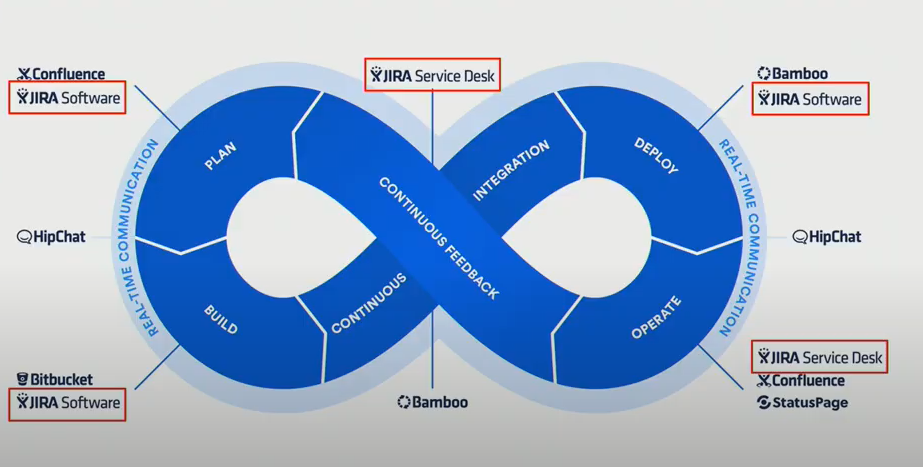 Confluence
JIRA Software
JIRA Service Desk
Bamboo
JIRA Software
PLAN
INTEGRATION
DEPLOY
REAL-TIME COMMUNICATION
CONTINUOUS FEEDBACK
REAL-TIME COMMUNICATION
HipChat
HipChat
BUILD
CONTINUOUS
OPERATE
Bitbucket
JIRA Software
Bamboo
JIRA Service Desk
Confluence
StatusPage